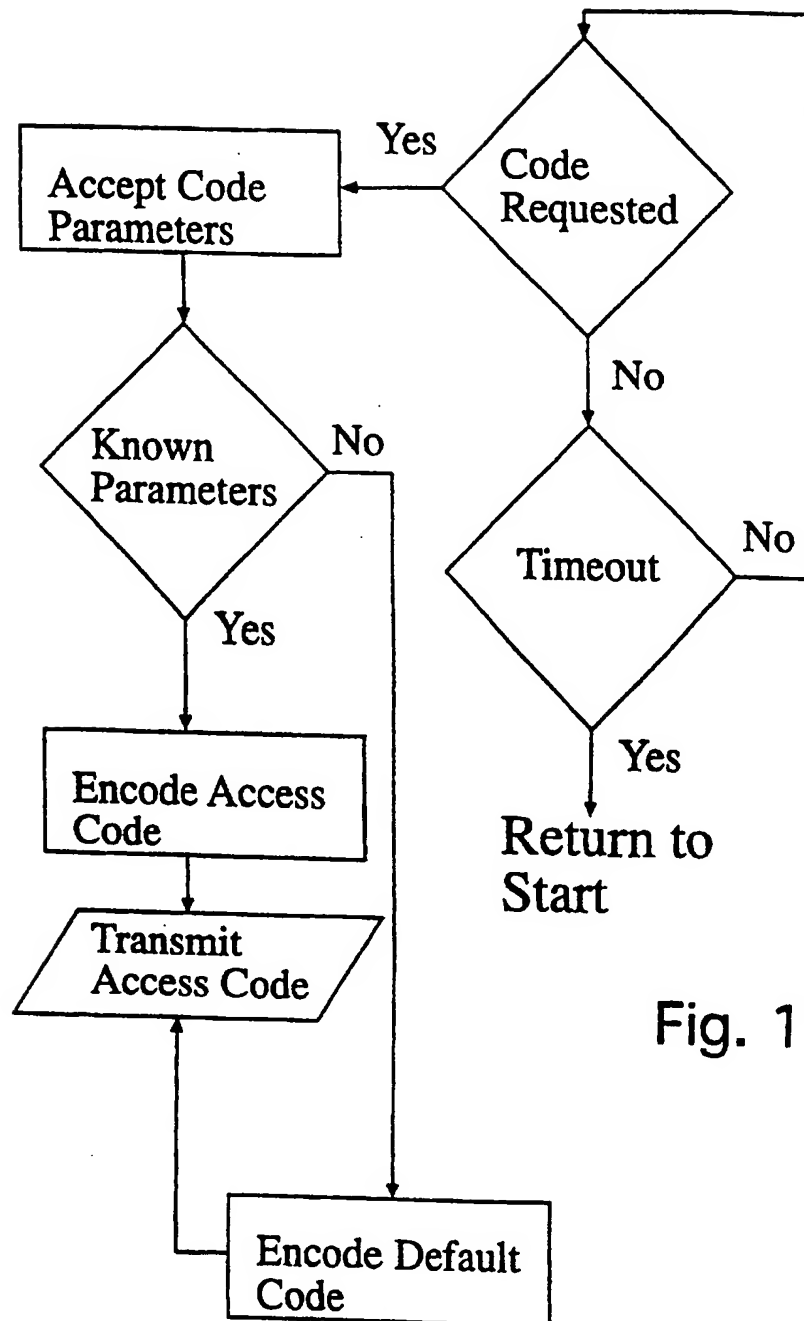 Yes
Code
Requested
Accept Code
Parameters
No
Known
Parameters
No
Timeout
No
Yes
Yes
Encode Access
Code
Return to
Start
Transmit
Access Code
Fig. 1
Encode Default
Code